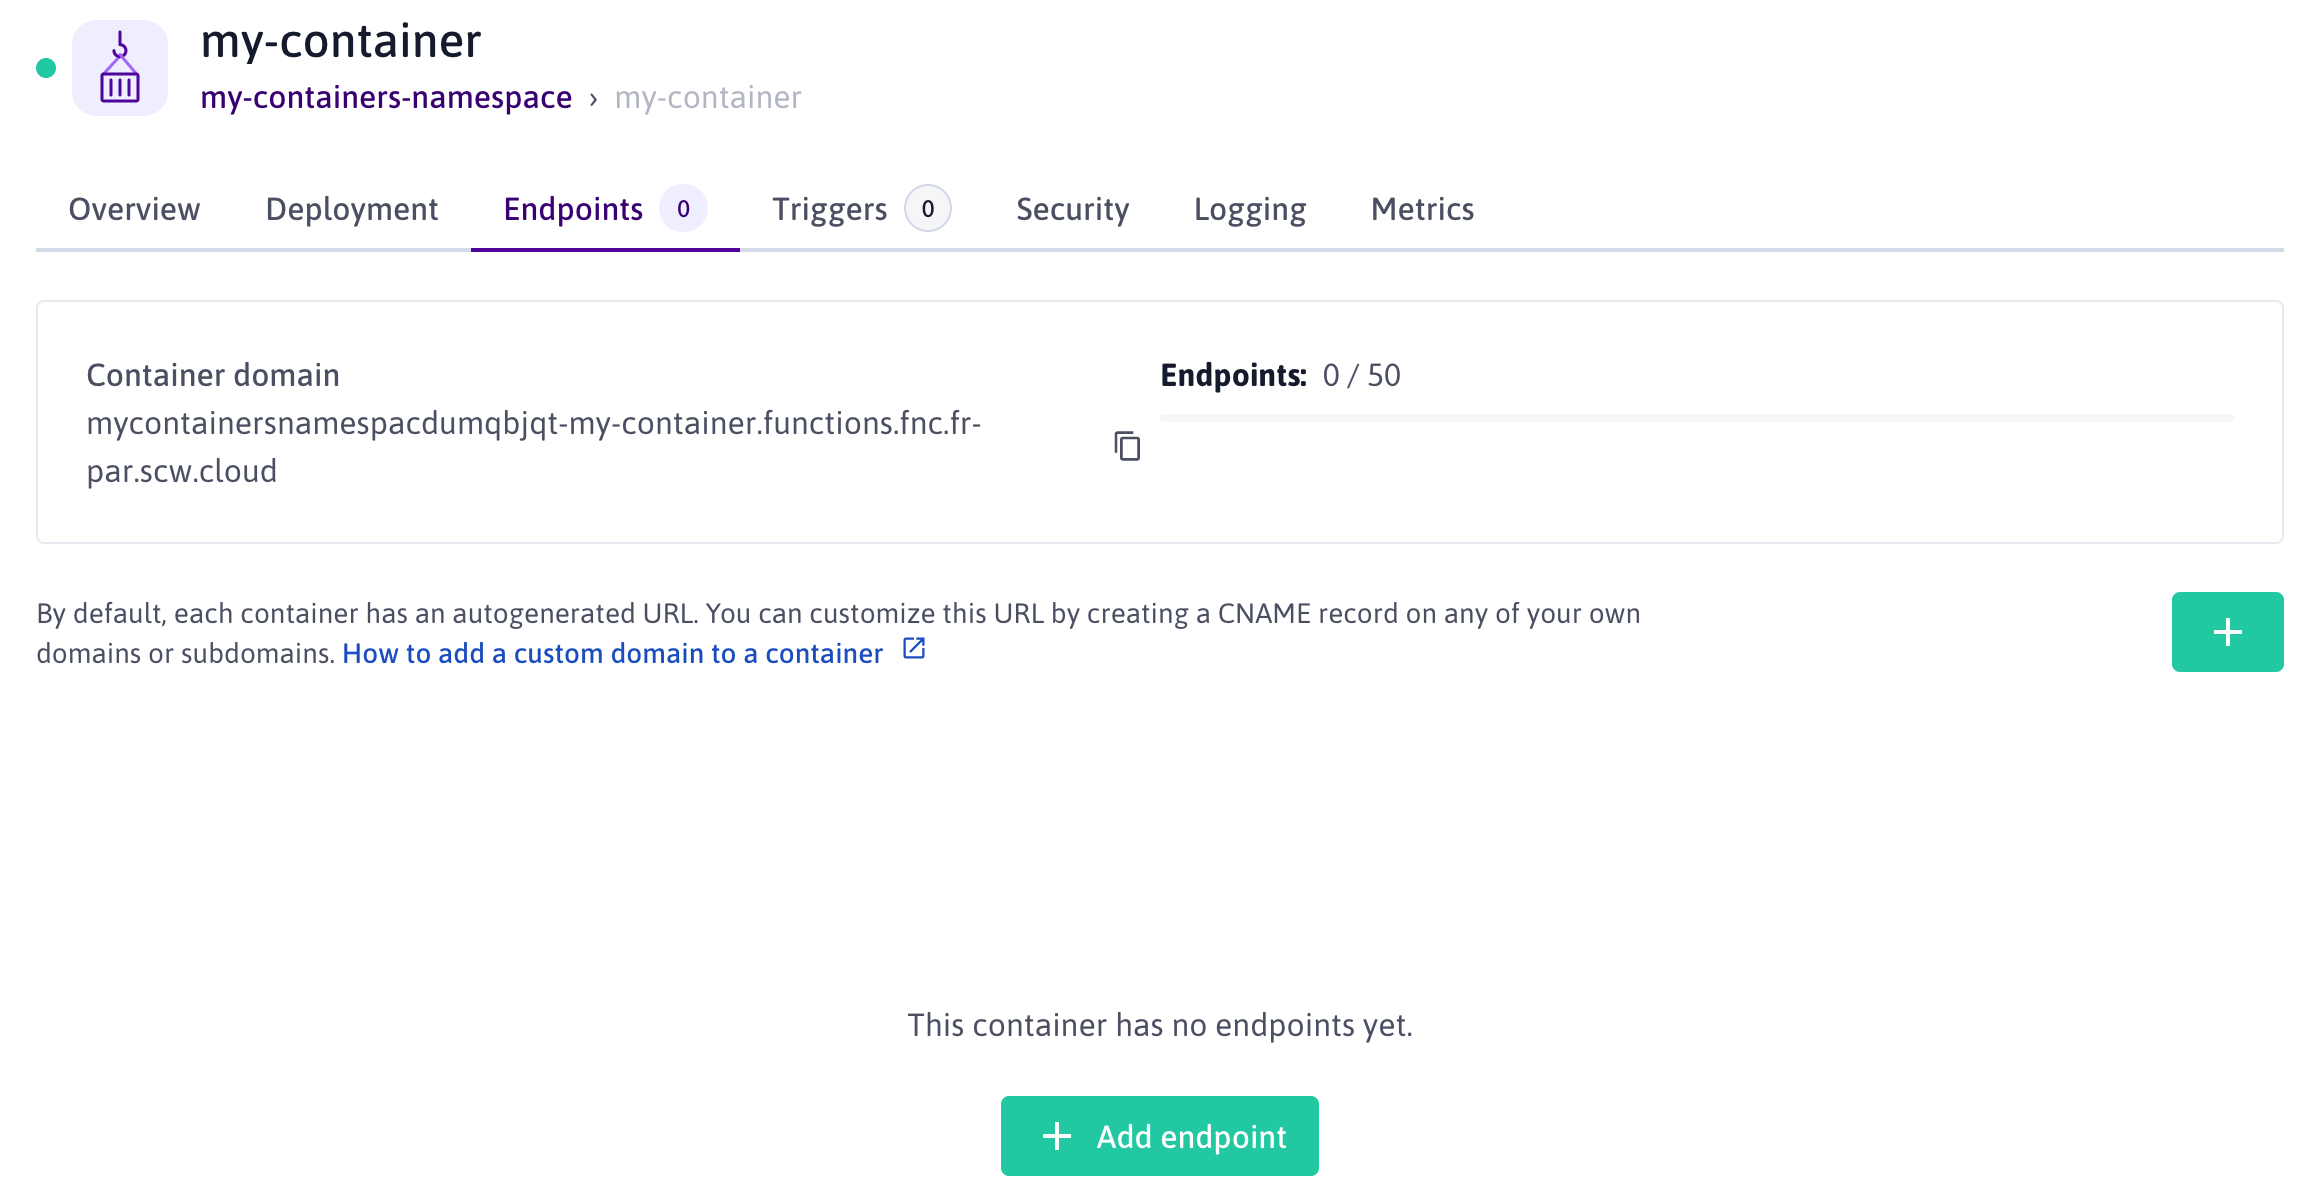 my-container
my-containers-namespace › my-container
Overview Deployment Endpoints 0 Triggers 0 Security Logging Metrics
Container domain
mycontainersnamespacdumqbjqt-my-container.functions.fnc.fr-
par.scw.cloud
Endpoints: 0 / 50
By default, each container has an autogenerated URL. You can customize this URL by creating a CNAME record on any of your own
domains or subdomains. How to add a custom domain to a container
This container has no endpoints yet.
Add endpoint